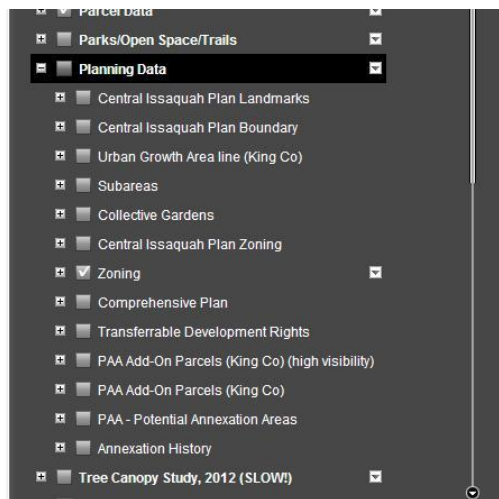 Parcel Data
Parks/Open Space/Trails
Planning Data
Central Issaquah Plan Landmarks
Central Issaquah Plan Boundary
Urban Growth Area line (King Co)
Subareas
Collective Gardens
Central Issaquah Plan Zoning
Zoning
Comprehensive Plan
Transferrable Development Rights
PAA Add-On Parcels (King Co) (high visibility)
PAA Add-On Parcels (King Co)
PAA - Potential Annexation Areas
Annexation History
Tree Canopy Study, 2012 (SLOW!)